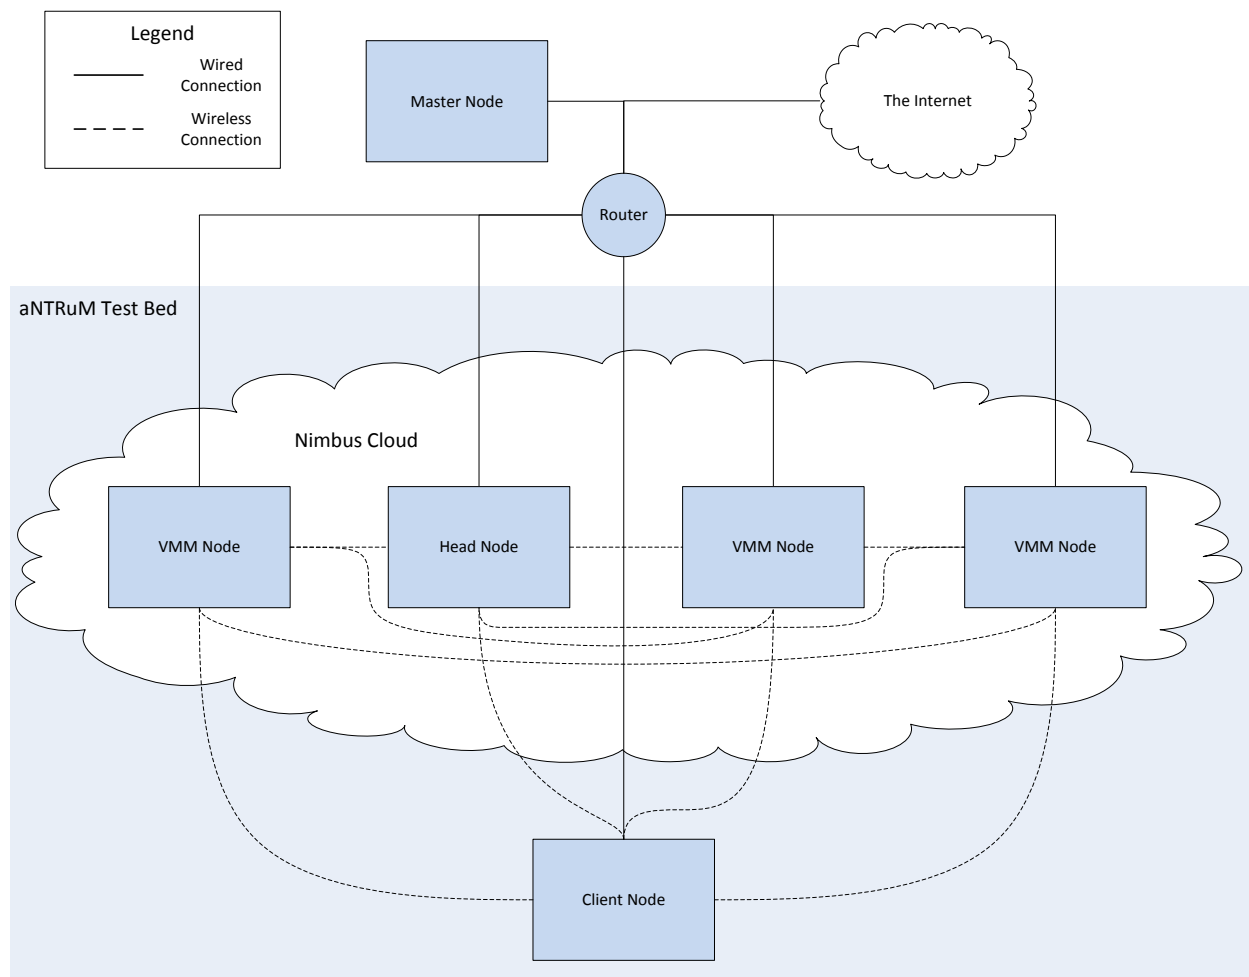 Legend
Wired
Connection
Wireless
Connection
Master Node
The Internet
Router
aNTRuM Test Bed
Nimbus Cloud
VMM Node
Head Node
VMM Node
VMM Node
Client Node